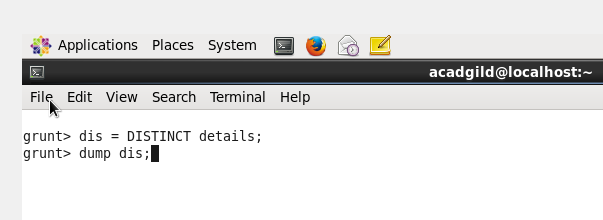 Applications Places System
acadgild@localhost:~
File Edit View Search Terminal Help
grunt> dis = DISTINCT details;
grunt> dump dis;